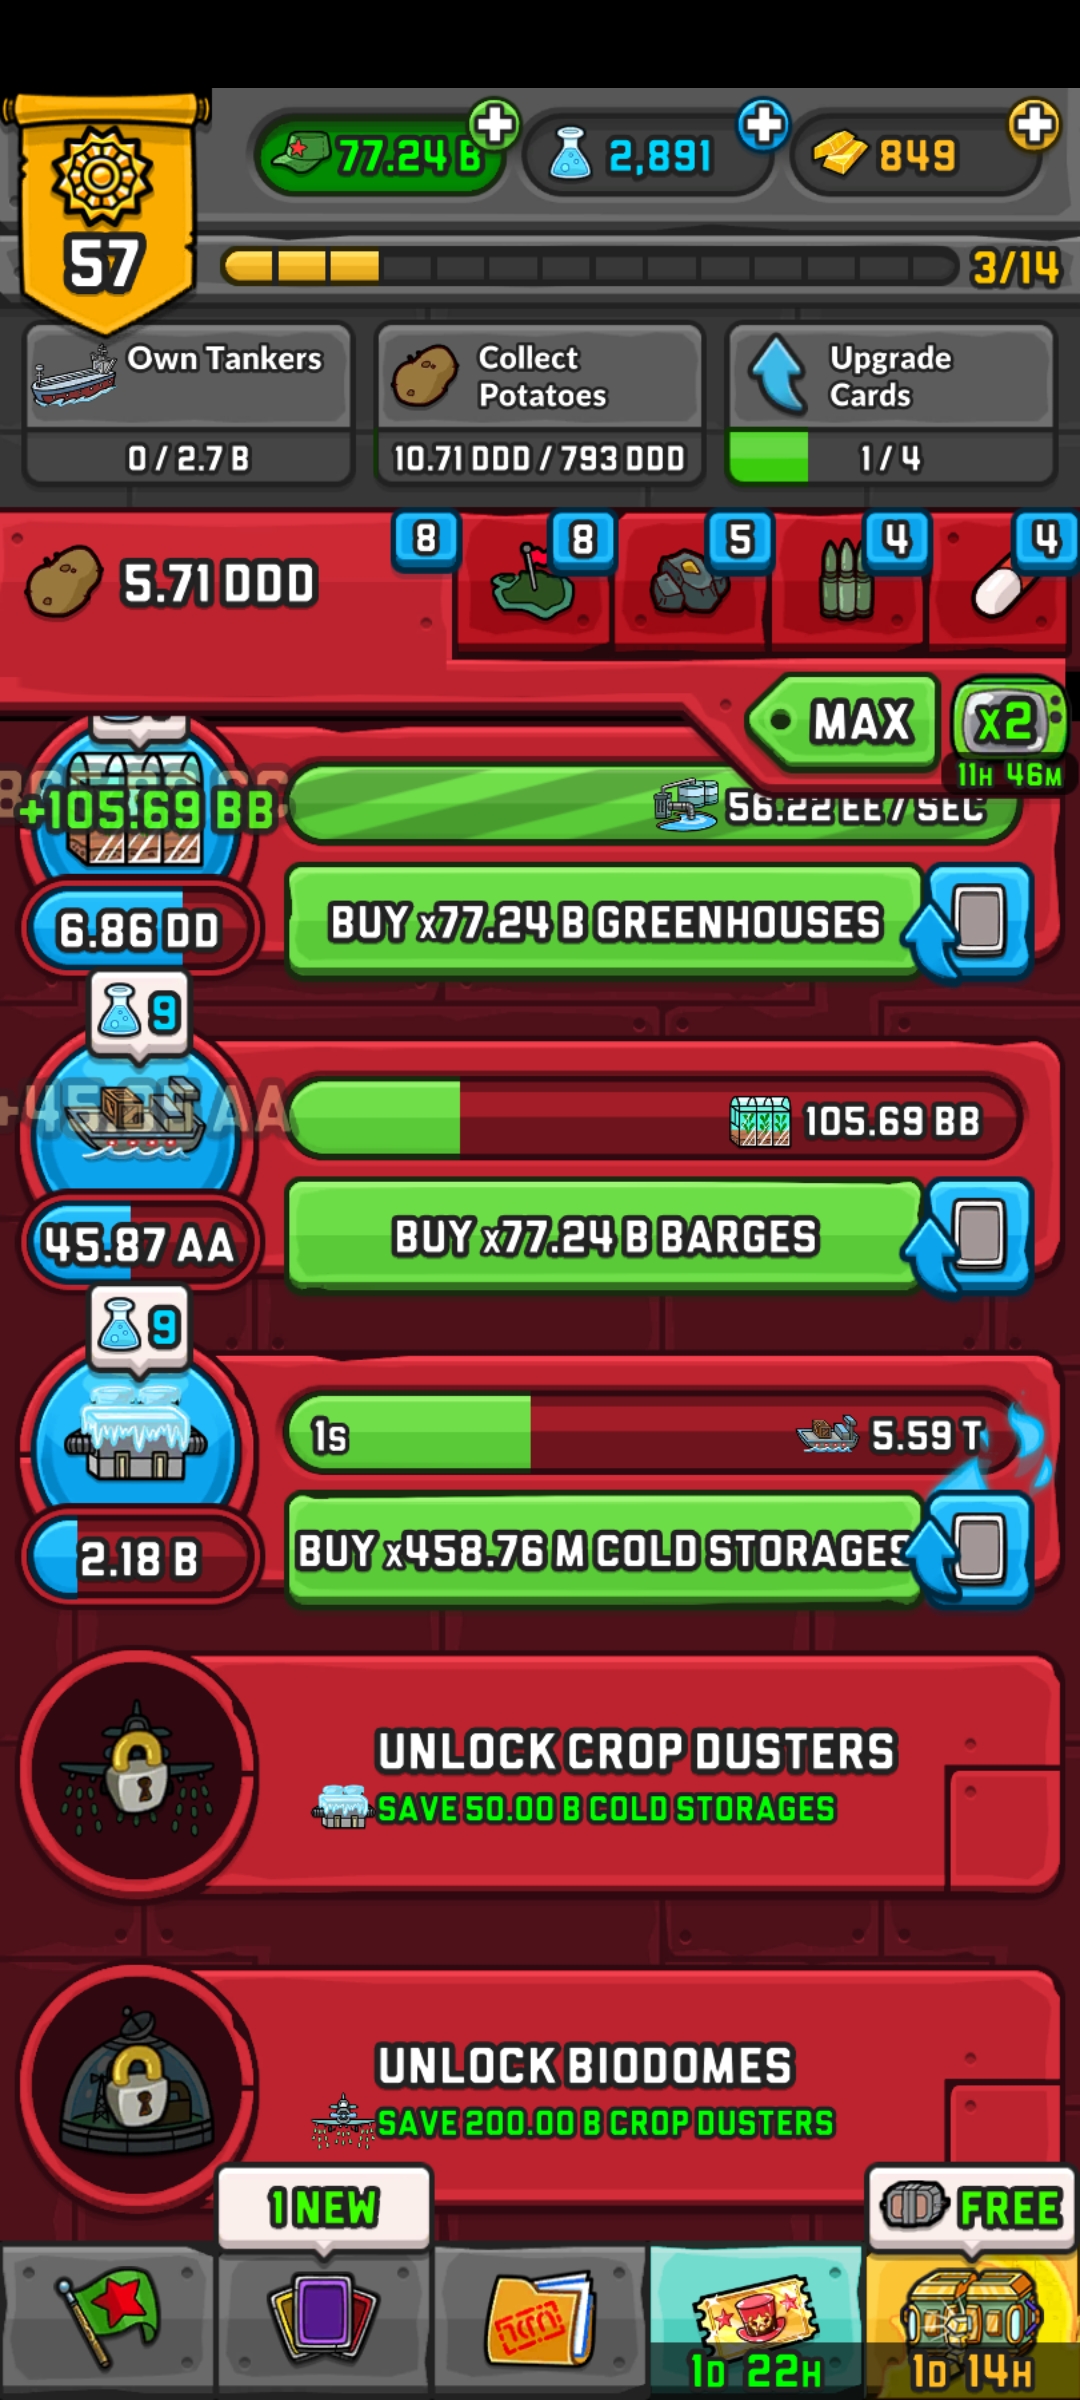 77.24 B
2,891
849
57
3/14
Own Tankers
0 / 2.7 B
Collect
Potatoes
10.71 DDD / 793 DDD
Upgrade
Cards
1 / 4
5.71 DDD
8
8
5
4
4
MAX
x2
11H 46M
+105.69 BB
56.22 EE / SEC
6.86 DD
BUY x77.24 B GREENHOUSES
9
105.69 BB
45.87 AA
BUY x77.24 B BARGES
9
1s
5.59 T
2.18 B
BUY x458.76 M COLD STORAGES
UNLOCK CROP DUSTERS
SAVE 50.00 B COLD STORAGES
UNLOCK BIODOMES
SAVE 200.00 B CROP DUSTERS
1 NEW
FREE
1D 22H
1D 14H